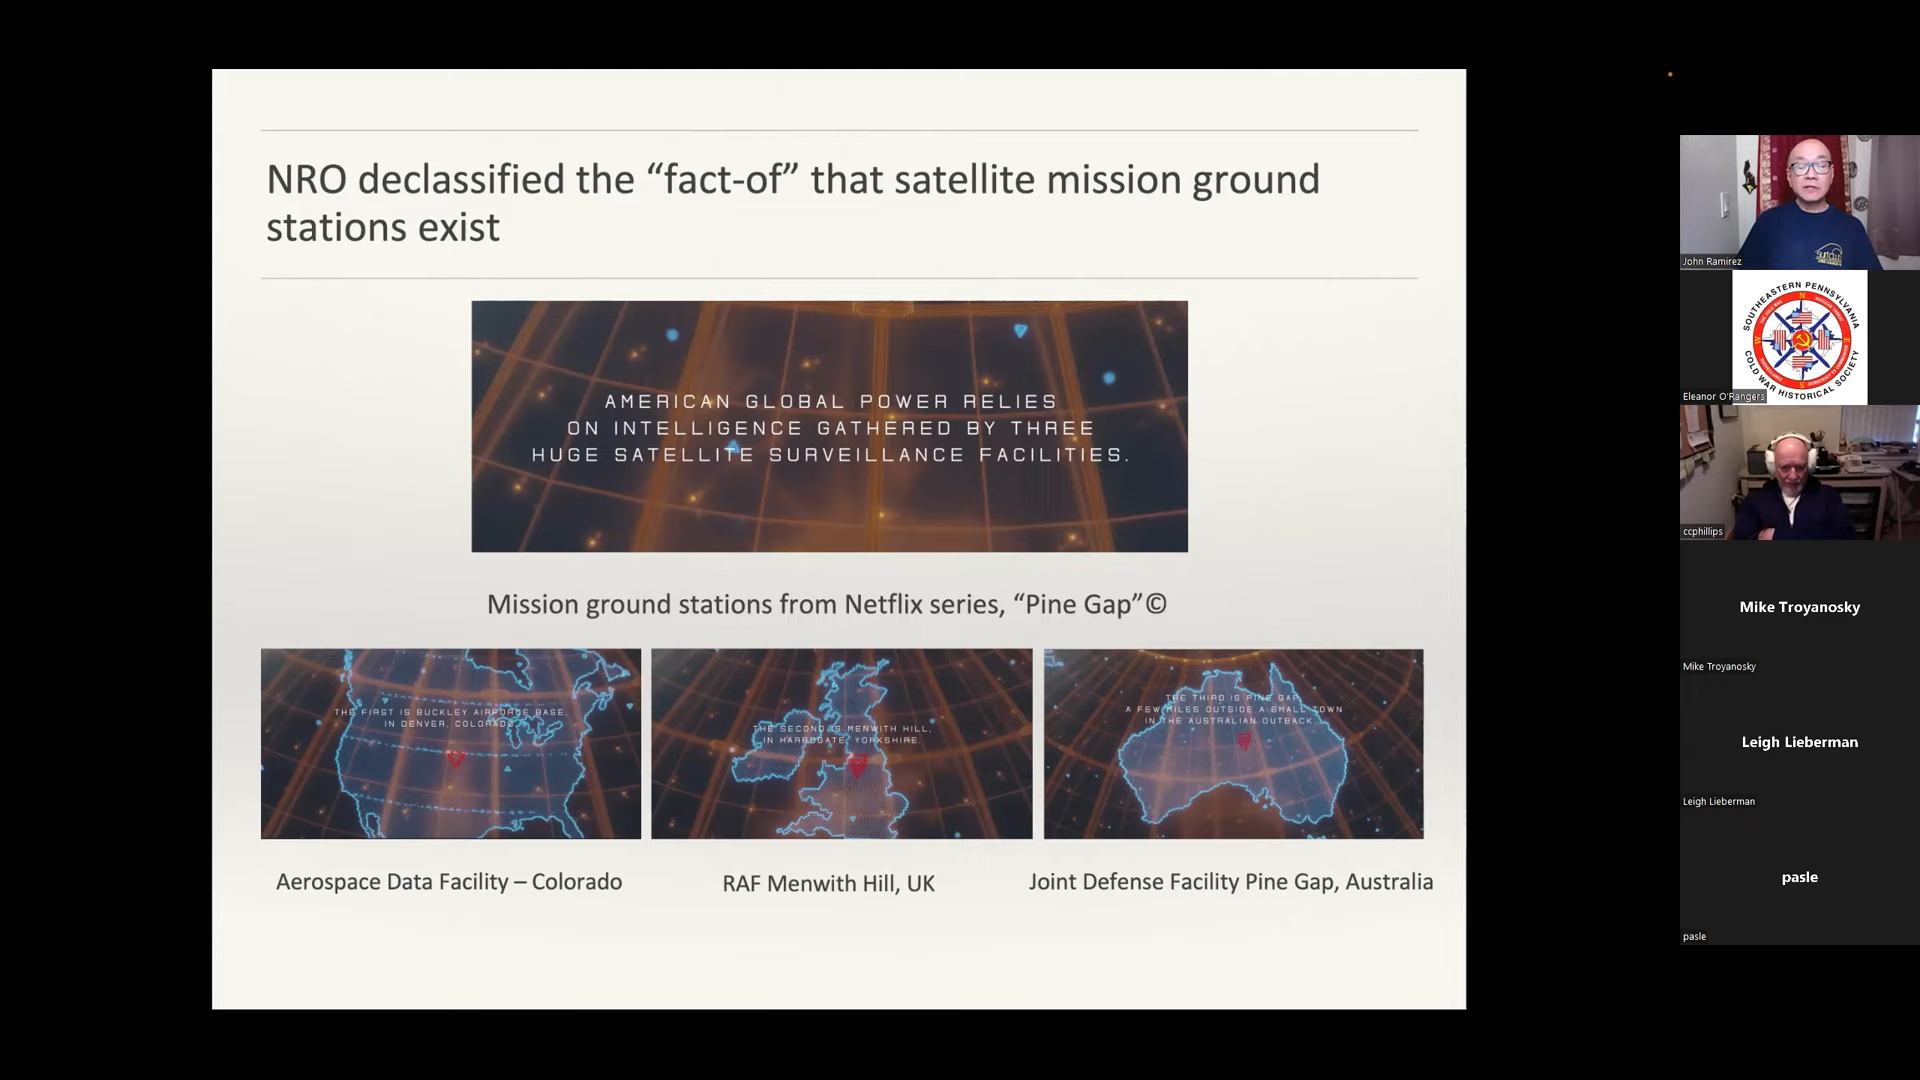 NRO declassified the “fact-of” that satellite mission ground
stations exist
AMERICAN GLOBAL POWER RELIES
ON INTELLIGENCE GATHERED BY THREE
HUGE SATELLITE SURVEILLANCE FACILITIES.
Mission ground stations from Netflix series, “Pine Gap”©
THE FIRST IS BUCKLEY AIRFORCE BASE,
IN DENVER, COLORADO.
THE SECOND IS MENWITH HILL,
IN HARROGATE, YORKSHIRE.
THE THIRD IS PINE GAP,
A FEW MILES OUTSIDE A SMALL TOWN
IN THE AUSTRALIAN OUTBACK.
Aerospace Data Facility – Colorado
RAF Menwith Hill, UK
Joint Defense Facility Pine Gap, Australia
John Ramirez
SOUTHEASTERN PENNSYLVANIA
COLD WAR HISTORICAL SOCIETY
Eleanor O'Rangers
ccphillips
Mike Troyanosky
Mike Troyanosky
Leigh Lieberman
Leigh Lieberman
pasle
pasle